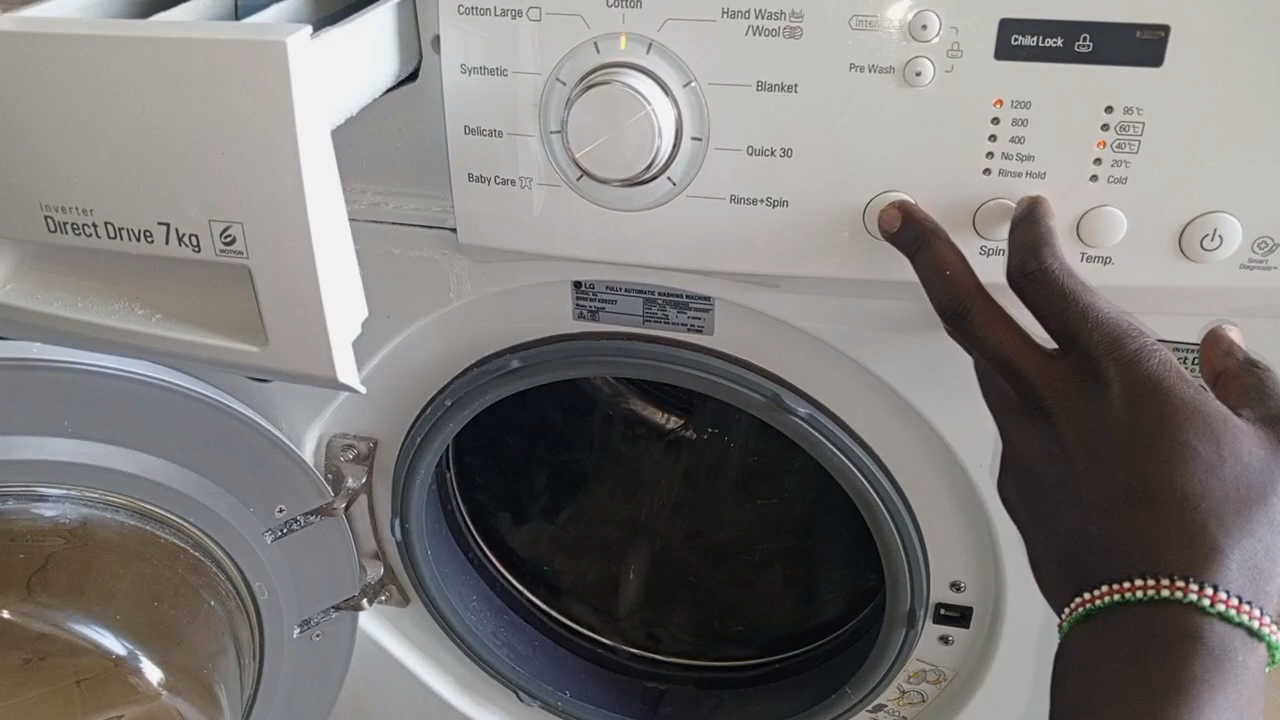 Cotton Large
Cotton
Hand Wash
/Wool
Synthetic
Blanket
Delicate
Quick 30
Baby Care
Rinse+Spin
Intensive
Pre Wash
Child Lock
1200
800
400
No Spin
Rinse Hold
95℃
60℃
40℃
20℃
Cold
Spin
Temp.
Smart
Diagnosis
Inverter
Direct Drive 7kg
6
MOTION
LG
FULLY AUTOMATIC WASHING MACHINE